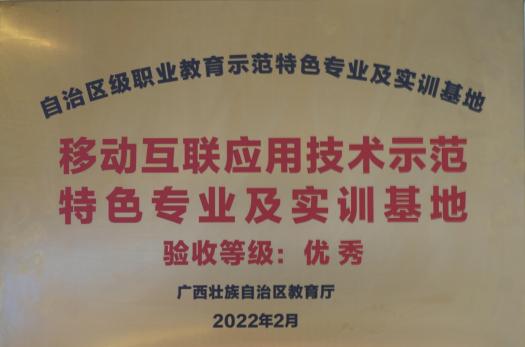 自治区级职业教育示范特色专业及实训基地
移动互联应用技术示范
特色专业及实训基地
验收等级：优秀
广西壮族自治区教育厅
2022年2月